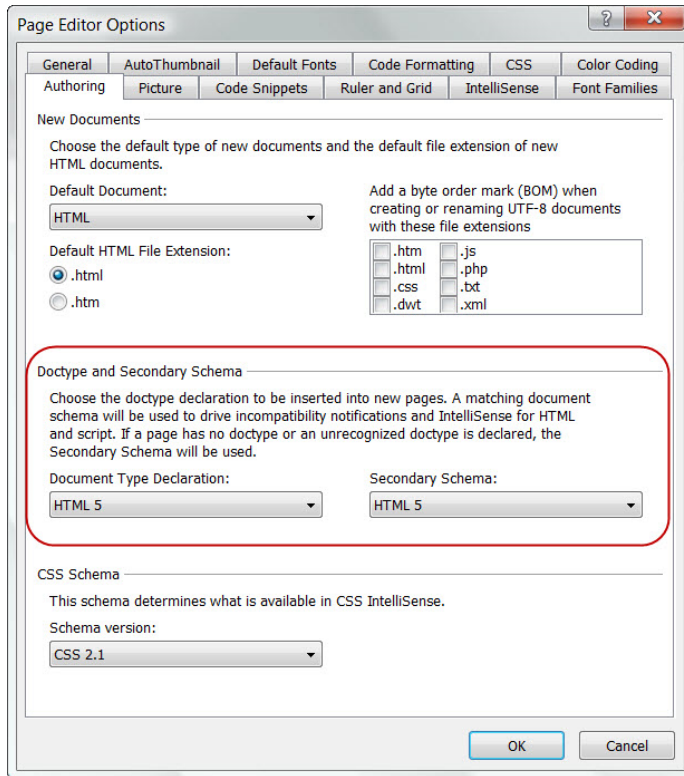 Page Editor Options
General AutoThumbnail Default Fonts Code Formatting CSS Color Coding
Authoring Picture Code Snippets Ruler and Grid IntelliSense Font Families
New Documents
Choose the default type of new documents and the default file extension of new
HTML documents.
Default Document:
HTML
Default HTML File Extension:
.html
.htm
Add a byte order mark (BOM) when
creating or renaming UTF-8 documents
with these file extensions
.htm .js
.html .php
.css .txt
.dwt .xml
Doctype and Secondary Schema
Choose the doctype declaration to be inserted into new pages. A matching document
schema will be used to drive incompatibility notifications and IntelliSense for HTML
and script. If a page has no doctype or an unrecognized doctype is declared, the
Secondary Schema will be used.
Document Type Declaration:
HTML 5
Secondary Schema:
HTML 5
CSS Schema
This schema determines what is available in CSS IntelliSense.
Schema version:
CSS 2.1
OK Cancel